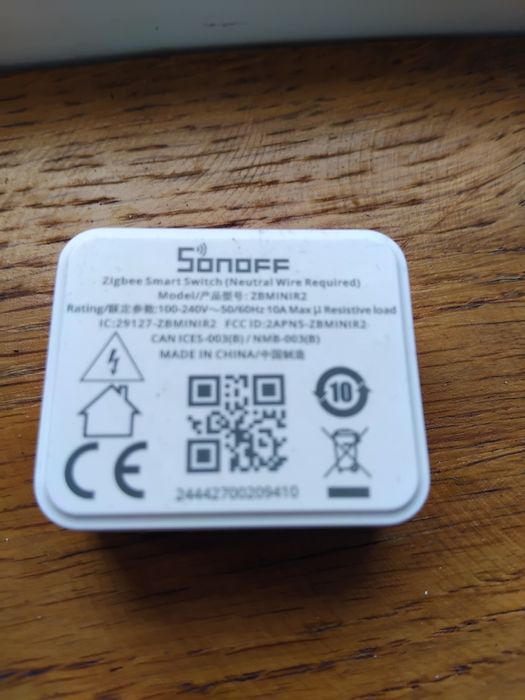 SONOFF
Zigbee Smart Switch (Neutral Wire Required)
Model/产品型号: ZBMINIR2
Rating/额定参数:100-240V~50/60Hz 10A Max μ Resistive load
IC:29127-ZBMINIR2 FCC ID:2APN5-ZBMINIR2
CAN ICES-003(B) / NMB-003(B)
MADE IN CHINA/中国制造
10
CE
24442700209410